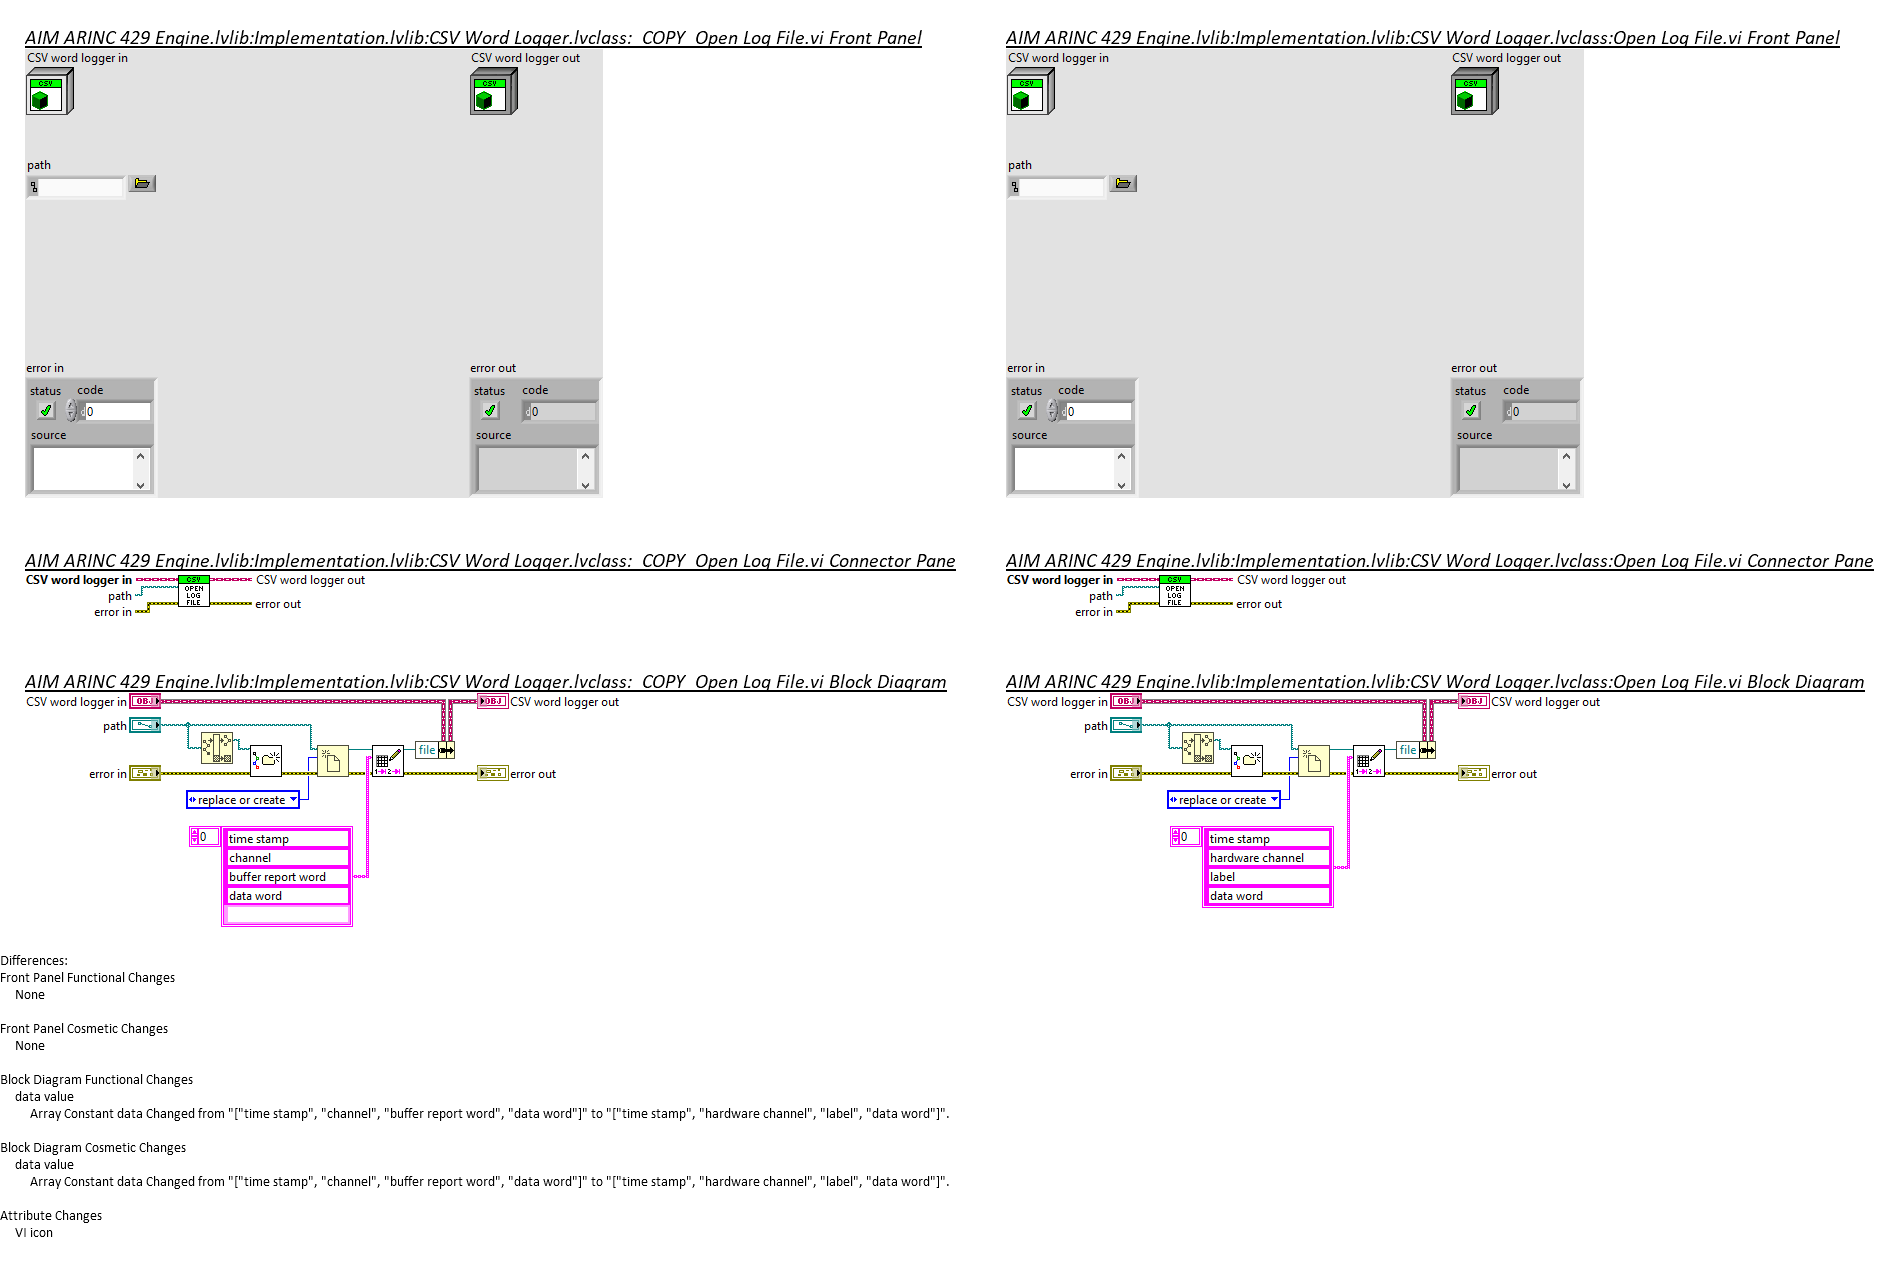 AIM ARINC 429 Engine.lvlib:Implementation.lvlib:CSV Word Logger.lvclass:_COPY_Open Log File.vi Front Panel
CSV word logger in
CSV word logger out
CSV
CSV
path
error in
error out
status code
status code
0
0
source
source
AIM ARINC 429 Engine.lvlib:Implementation.lvlib:CSV Word Logger.lvclass:Open Log File.vi Front Panel
CSV word logger in
CSV word logger out
CSV
CSV
path
error in
error out
status code
status code
0
0
source
source
AIM ARINC 429 Engine.lvlib:Implementation.lvlib:CSV Word Logger.lvclass:_COPY_Open Log File.vi Connector Pane
CSV word logger in
CSV
CSV word logger out
path
OPEN
LOG
FILE
error in
error out
AIM ARINC 429 Engine.lvlib:Implementation.lvlib:CSV Word Logger.lvclass:Open Log File.vi Connector Pane
CSV word logger in
CSV
CSV word logger out
path
OPEN
LOG
FILE
error in
error out
AIM ARINC 429 Engine.lvlib:Implementation.lvlib:CSV Word Logger.lvclass:_COPY_Open Log File.vi Block Diagram
CSV word logger in
OBJ
OBJ
CSV word logger out
path
file
error in
error out
replace or create
0
time stamp
channel
buffer report word
data word
AIM ARINC 429 Engine.lvlib:Implementation.lvlib:CSV Word Logger.lvclass:Open Log File.vi Block Diagram
CSV word logger in
OBJ
OBJ
CSV word logger out
path
file
error in
error out
replace or create
0
time stamp
hardware channel
label
data word
Differences:
Front Panel Functional Changes
None
Front Panel Cosmetic Changes
None
Block Diagram Functional Changes
data value
Array Constant data Changed from "["time stamp", "channel", "buffer report word", "data word"]" to "["time stamp", "hardware channel", "label", "data word"]".
Block Diagram Cosmetic Changes
data value
Array Constant data Changed from "["time stamp", "channel", "buffer report word", "data word"]" to "["time stamp", "hardware channel", "label", "data word"]".
Attribute Changes
VI icon